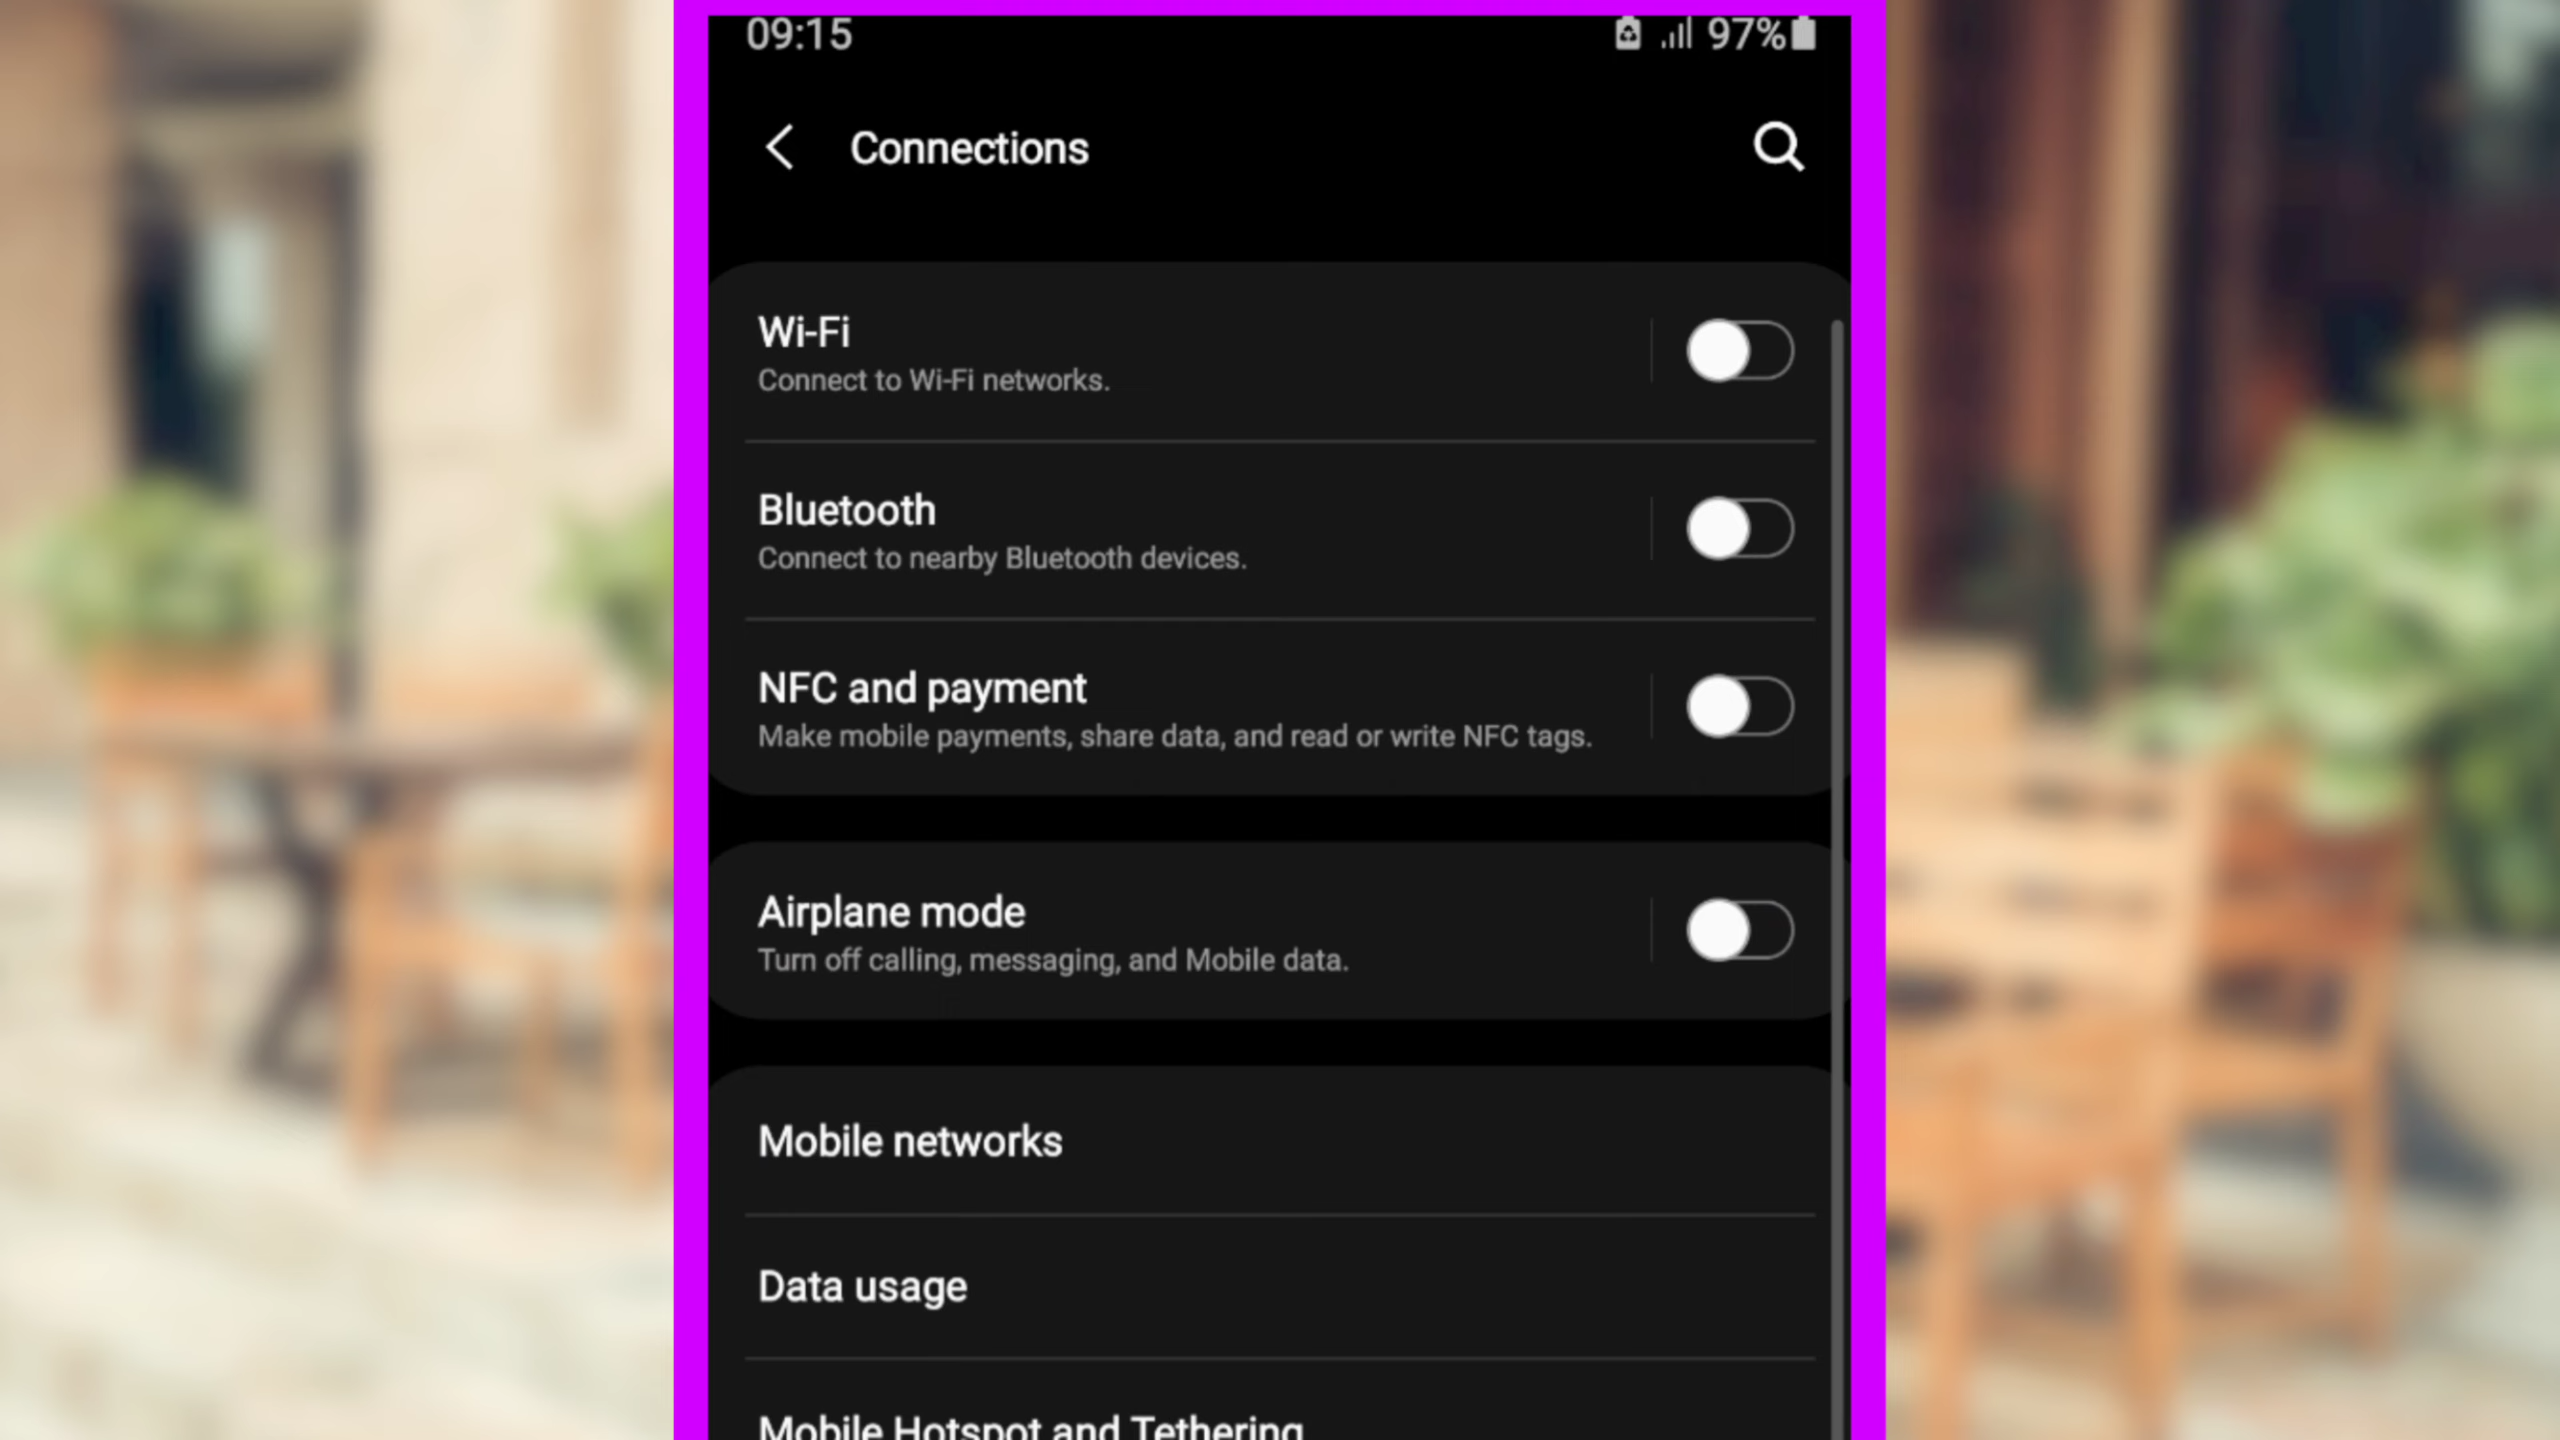 09:15
97%
Connections
Wi-Fi
Connect to Wi-Fi networks.
Bluetooth
Connect to nearby Bluetooth devices.
NFC and payment
Make mobile payments, share data, and read or write NFC tags.
Airplane mode
Turn off calling, messaging, and Mobile data.
Mobile networks
Data usage
Mobile Hotspot and Tethering